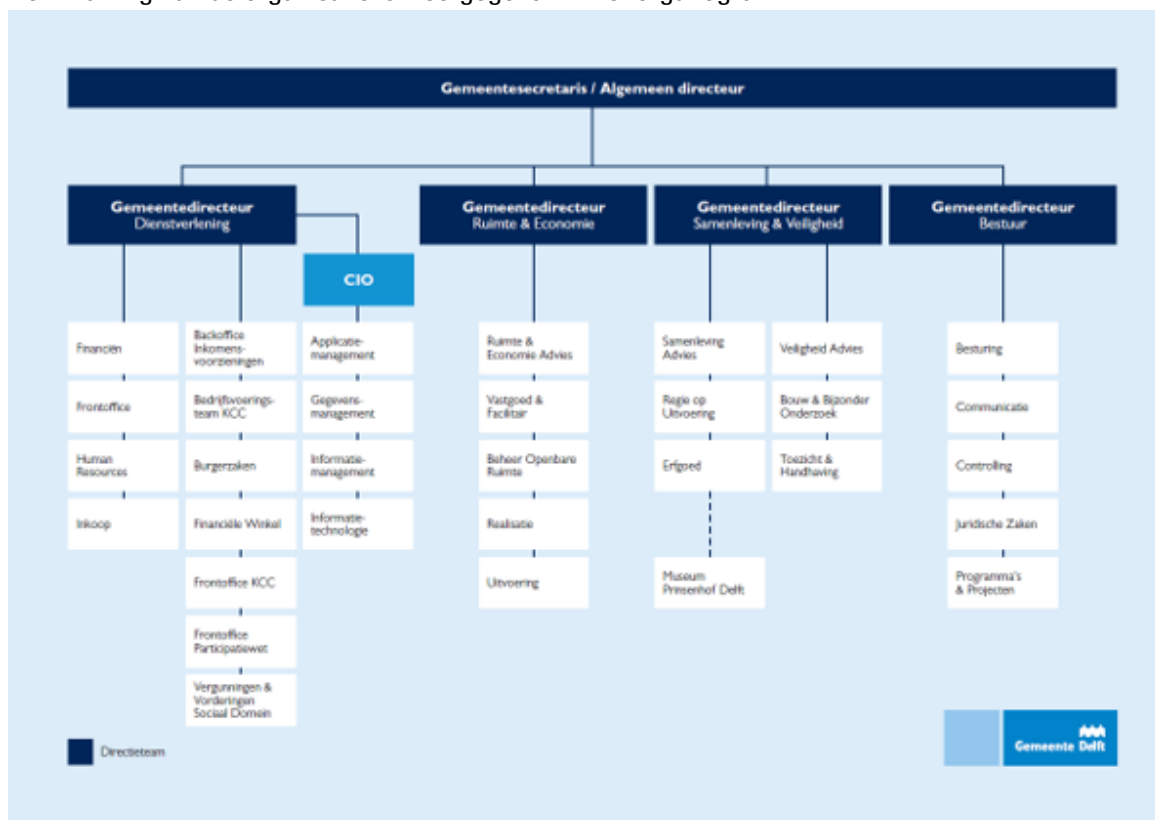 Gemeentesecretaris / Algemeen directeur
Gemeentedirecteur
Dienstverlening
Gemeentedirecteur
Ruimte & Economie
Gemeentedirecteur
Samenleving & Veiligheid
Gemeentedirecteur
Bestuur
CIO
Financiën
Frontoffice
Human
Resources
Inkoop
Backoffice
Inkomens-
voorzieningen
Bedrijfsvoerings-
team KCC
Burgerzaken
Financiële Winkel
Frontoffice KCC
Frontoffice
Participatiewet
Vergunningen &
Vorderingen
Sociaal Domein
Applicatie-
management
Gegevens-
management
Informatie-
management
Informatie-
technologie
Ruimte &
Economie Advies
Vastgoed &
Facilitair
Beheer Openbare
Ruimte
Realisatie
Uitvoering
Samenleving
Advies
Regie op
Uitvoering
Erfgoed
Museum
Prinsenhof Delft
Veiligheid Advies
Bouw & Bijzonder
Onderzoek
Toezicht &
Handhaving
Besturing
Communicatie
Controlling
Juridische Zaken
Programma's
& Projecten
Directieteam
Gemeente Delft